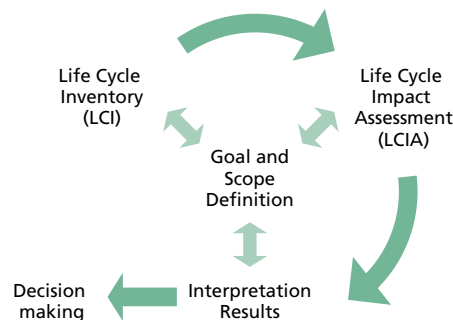 Life Cycle
Inventory
(LCI)
Life Cycle
Impact
Assessment
(LCIA)
Goal and
Scope
Definition
Decision
making
Interpretation
Results